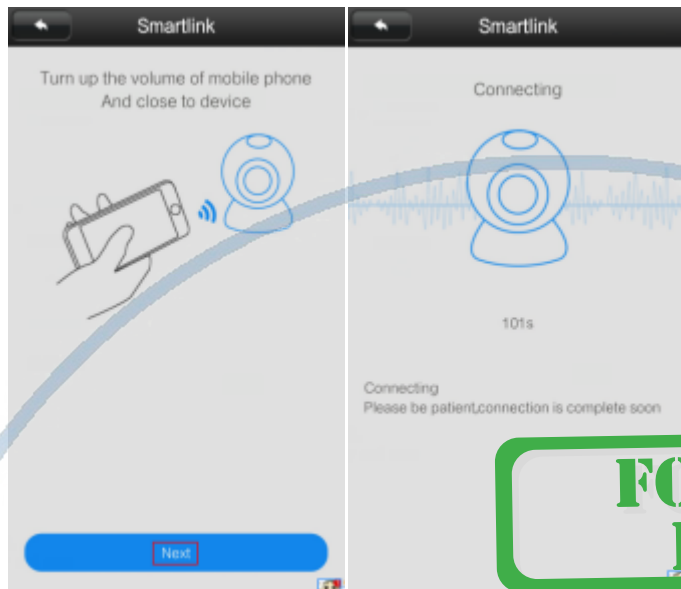 Smartlink
Turn up the volume of mobile phone
And close to device
Next
Smartlink
Connecting
101s
Connecting
Please be patient,connection is complete soon